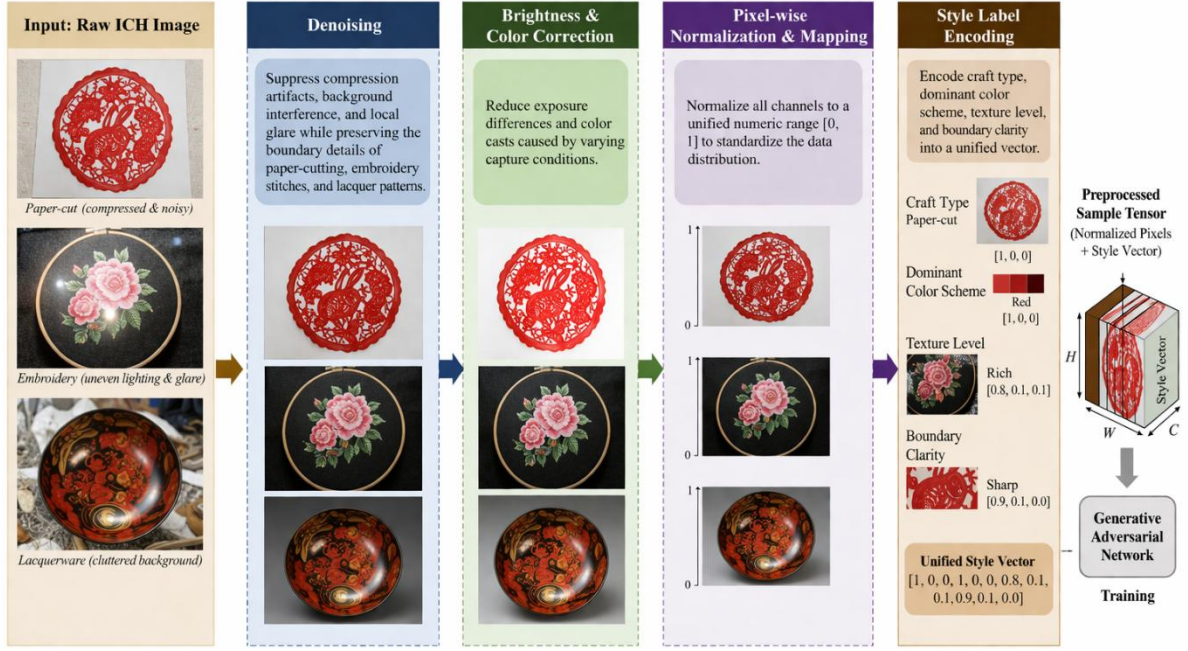 Input: Raw ICH Image
Paper-cut (compressed & noisy)
Embroidery (uneven lighting & glare)
Lacquerware (cluttered background)
Denoising
Suppress compression
artifacts, background
interference, and local
glare while preserving the
boundary details of
paper-cutting, embroidery
stitches, and lacquer patterns.
Brightness &
Color Correction
Reduce exposure
differences and color
casts caused by varying
capture conditions.
Pixel-wise
Normalization & Mapping
Normalize all channels to a
unified numeric range [0,
1] to standardize the data
distribution.
1
0
1
0
1
0
Style Label
Encoding
Encode craft type,
dominant color
scheme, texture level,
and boundary clarity
into a unified vector.
Craft Type
Paper-cut
[1, 0, 0]
Dominant
Color Scheme
Red
[1, 0, 0]
Texture Level
Rich
[0.8, 0.1, 0.1]
Boundary
Clarity
Sharp
[0.9, 0.1, 0.0]
Unified Style Vector
[1, 0, 0, 1, 0, 0, 0.8, 0.1,
0.1, 0.9, 0.1, 0.0]
Preprocessed
Sample Tensor
(Normalized Pixels
+ Style Vector)
H
W
C
Style Vector
Generative
Adversarial
Network
Training